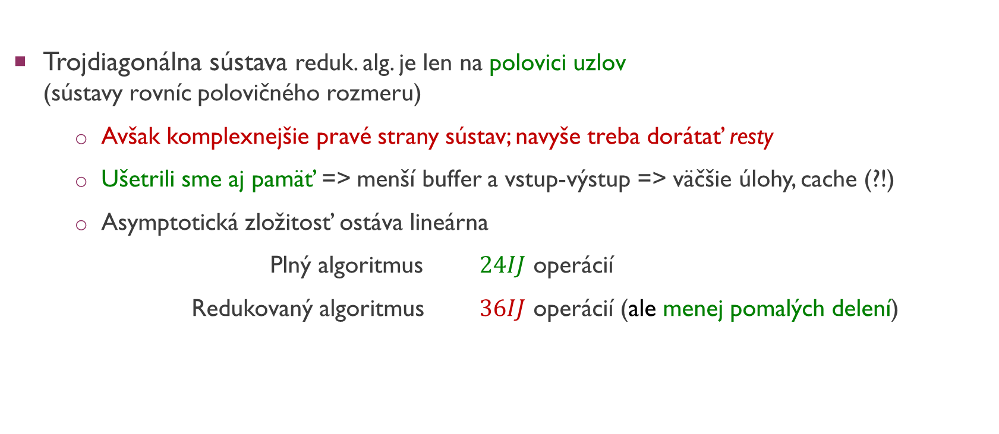 Trojdiagonálna sústava reduk. alg. je len na polovici uzlov
(sústavy rovníc polovičného rozmeru)
Avšak komplexnejšie pravé strany sústav; navyše treba dorátať resty
Ušetrili sme aj pamäť => menší buffer a vstup-výstup => väčšie úlohy, cache (?!)
Asymptotická zložitosť ostáva lineárna
Plný algoritmus 24IJ operácií
Redukovaný algoritmus 36IJ operácií (ale menej pomalých delení)